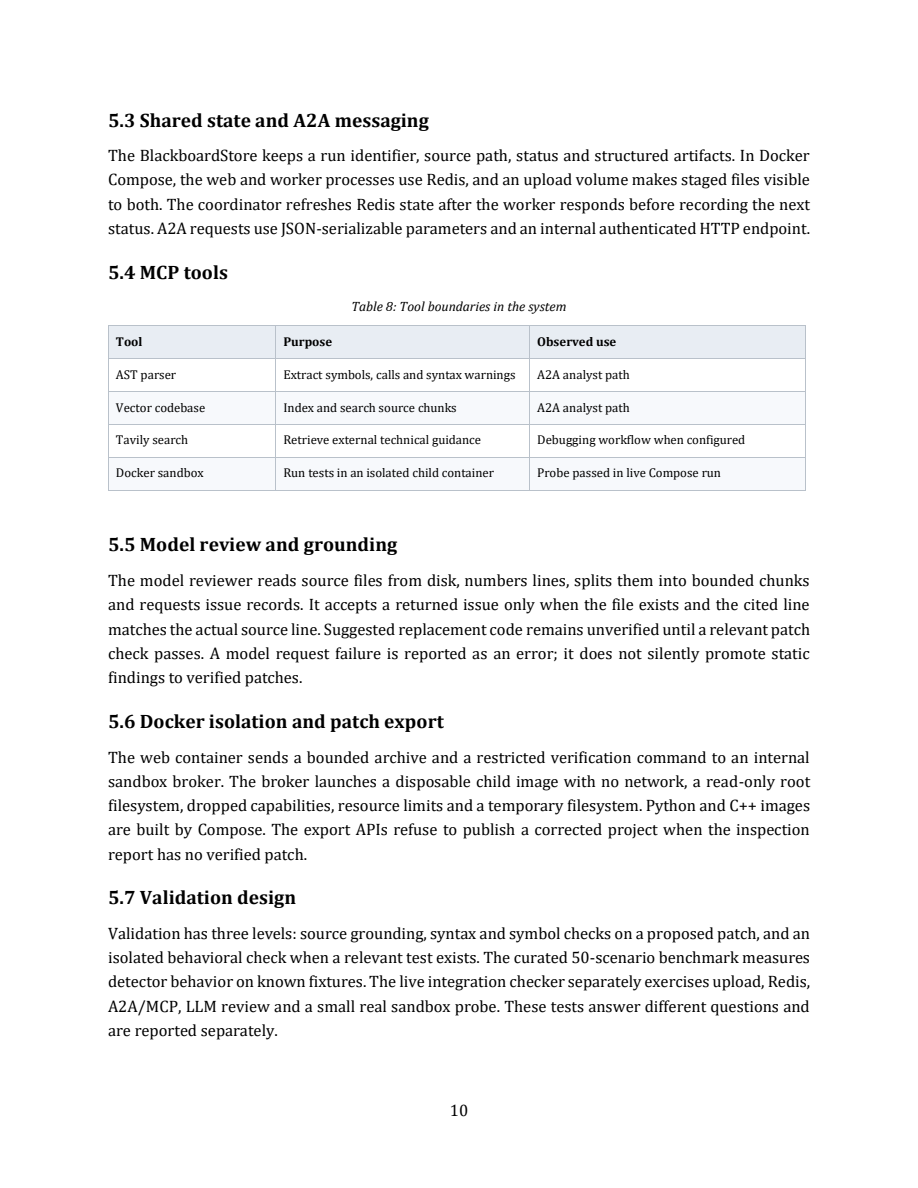 5.3 Shared state and A2A messaging
The BlackboardStore keeps a run identifier, source path, status and structured artifacts. In Docker
Compose, the web and worker processes use Redis, and an upload volume makes staged files visible
to both. The coordinator refreshes Redis state after the worker responds before recording the next
status. A2A requests use JSON-serializable parameters and an internal authenticated HTTP endpoint.
5.4 MCP tools
Table 8: Tool boundaries in the system
Tool Purpose Observed use
AST parser Extract symbols, calls and syntax warnings A2A analyst path
Vector codebase Index and search source chunks A2A analyst path
Tavily search Retrieve external technical guidance Debugging workflow when configured
Docker sandbox Run tests in an isolated child container Probe passed in live Compose run
5.5 Model review and grounding
The model reviewer reads source files from disk, numbers lines, splits them into bounded chunks
and requests issue records. It accepts a returned issue only when the file exists and the cited line
matches the actual source line. Suggested replacement code remains unverified until a relevant patch
check passes. A model request failure is reported as an error; it does not silently promote static
findings to verified patches.
5.6 Docker isolation and patch export
The web container sends a bounded archive and a restricted verification command to an internal
sandbox broker. The broker launches a disposable child image with no network, a read-only root
filesystem, dropped capabilities, resource limits and a temporary filesystem. Python and C++ images
are built by Compose. The export APIs refuse to publish a corrected project when the inspection
report has no verified patch.
5.7 Validation design
Validation has three levels: source grounding, syntax and symbol checks on a proposed patch, and an
isolated behavioral check when a relevant test exists. The curated 50-scenario benchmark measures
detector behavior on known fixtures. The live integration checker separately exercises upload, Redis,
A2A/MCP, LLM review and a small real sandbox probe. These tests answer different questions and
are reported separately.
10